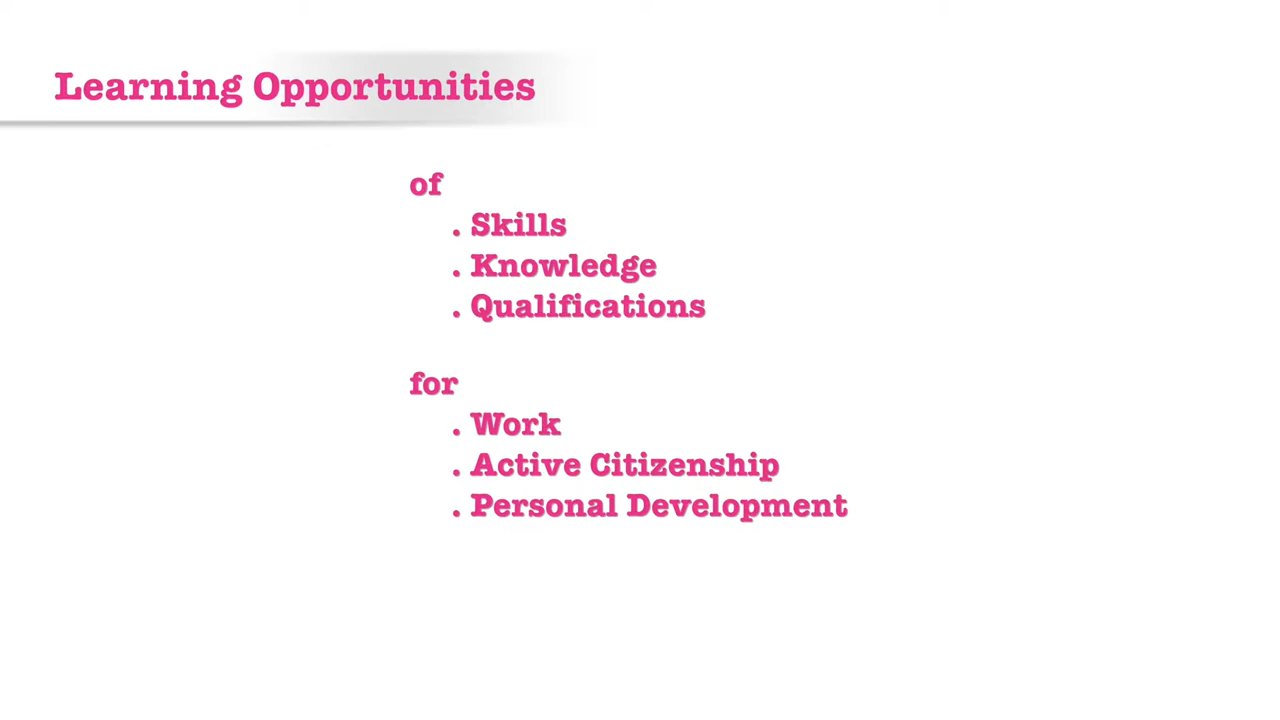 Learning Opportunities
of
. Skills
. Knowledge
. Qualifications
for
. Work
. Active Citizenship
. Personal Development